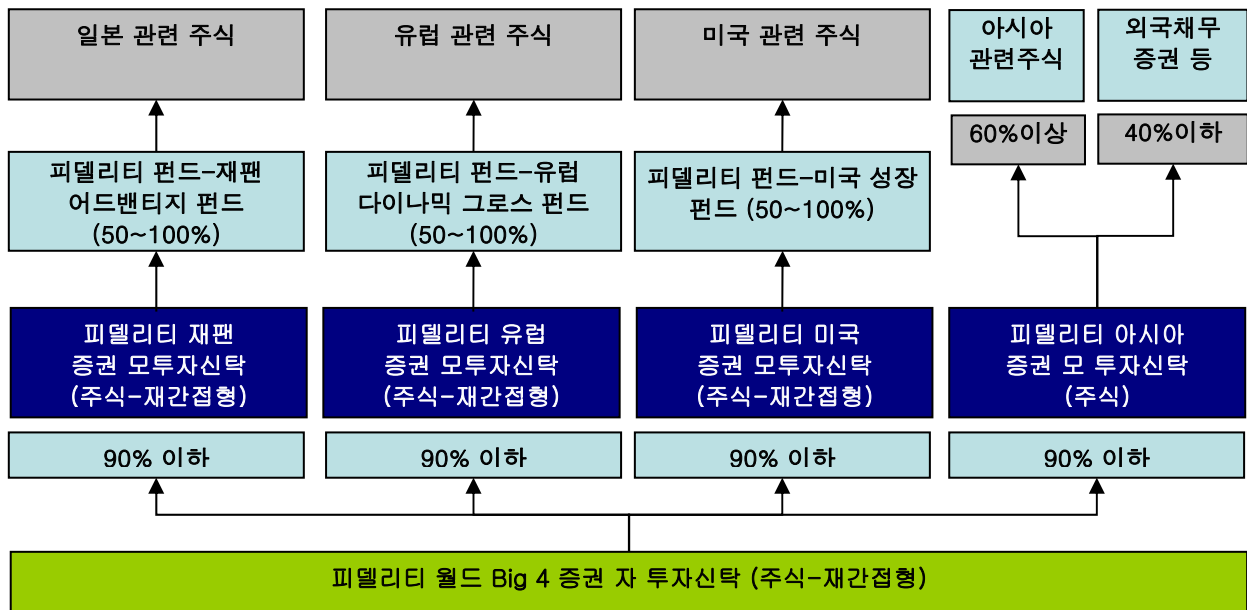 일본 관련 주식
유럽 관련 주식
미국 관련 주식
아시아
관련주식
외국채무
증권 등
60%이상
40%이하
피델리티 펀드-재팬
어드밴티지 펀드
(50~100%)
피델리티 펀드-유럽
다이나믹 그로스 펀드
(50~100%)
피델리티 펀드-미국 성장
펀드 (50~100%)
피델리티 재팬
증권 모투자신탁
(주식-재간접형)
피델리티 유럽
증권 모투자신탁
(주식-재간접형)
피델리티 미국
증권 모투자신탁
(주식-재간접형)
피델리티 아시아
증권 모 투자신탁
(주식)
90% 이하
90% 이하
90% 이하
90% 이하
피델리티 월드 Big 4 증권 자 투자신탁 (주식-재간접형)